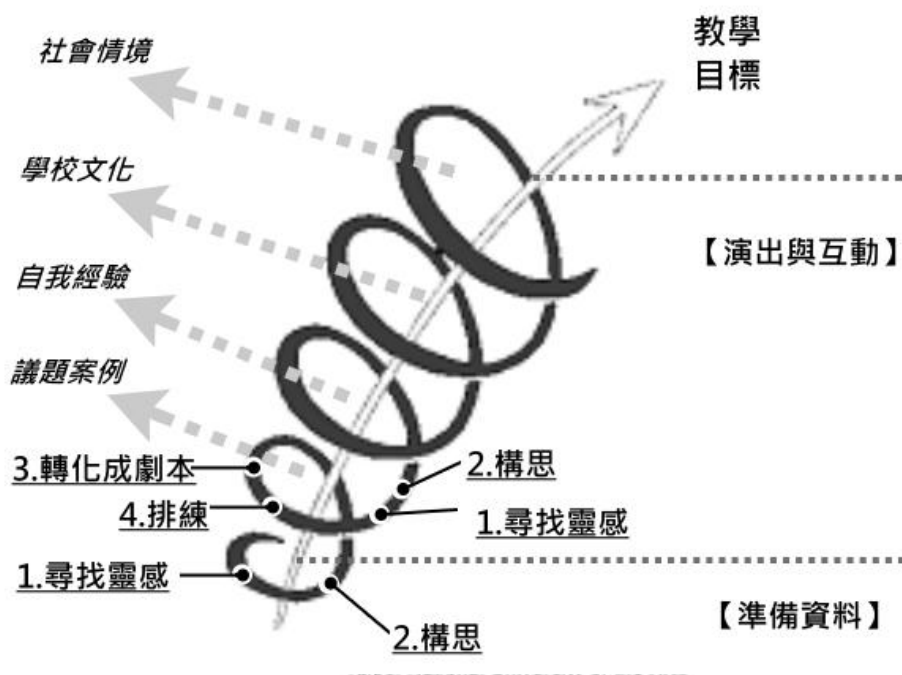 教學
目標
社會情境
學校文化
【演出與互動】
自我經驗
議題案例
3.轉化成劇本
2.構思
4.排練
1.尋找靈感
1.尋找靈感
2.構思
【準備資料】